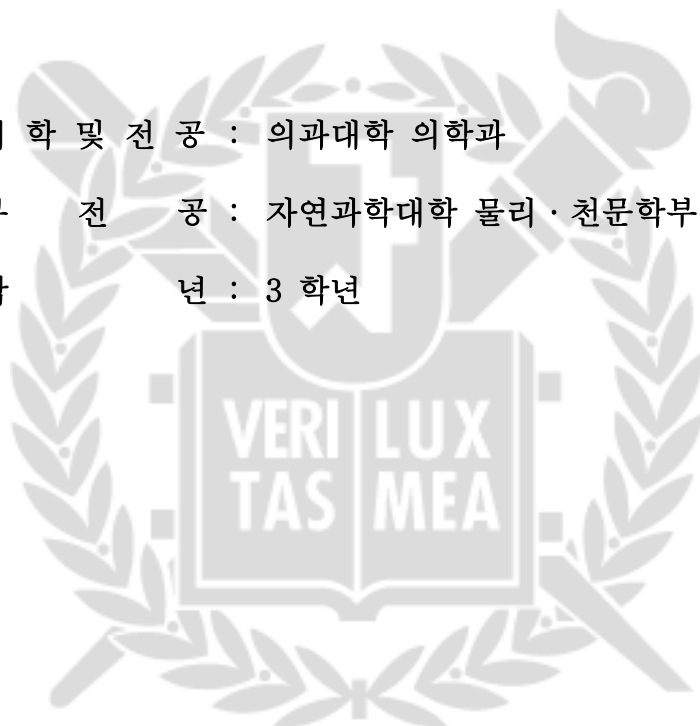 학 및 전 공 : 의과대학 의학과
전 공 : 자연과학대학 물리 · 천문학부
년 : 3 학년
VERI LUX
TAS MEA